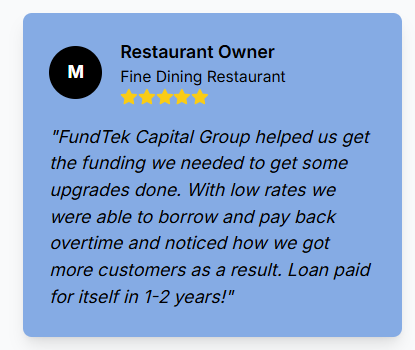 M
Restaurant Owner
Fine Dining Restaurant
"FundTek Capital Group helped us get
the funding we needed to get some
upgrades done. With low rates we
were able to borrow and pay back
overtime and noticed how we got
more customers as a result. Loan paid
for itself in 1-2 years!"